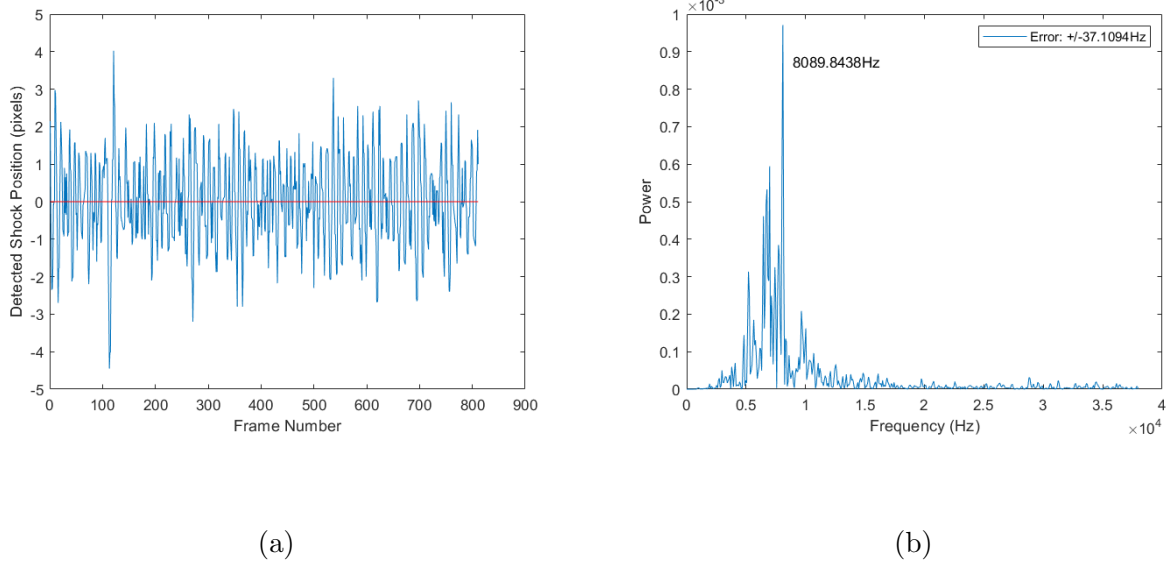 5
4
3
2
1
0
-1
-2
-3
-4
-5
0 100 200 300 400 500 600 700 800 900
Detected Shock Position (pixels)
Frame Number
×10⁻³
1
0.9
0.8
0.7
0.6
0.5
0.4
0.3
0.2
0.1
0
0 0.5 1 1.5 2 2.5 3 3.5 4
×10⁴
Power
Frequency (Hz)
Error: +/-37.1094Hz
8089.8438Hz
(a)
(b)